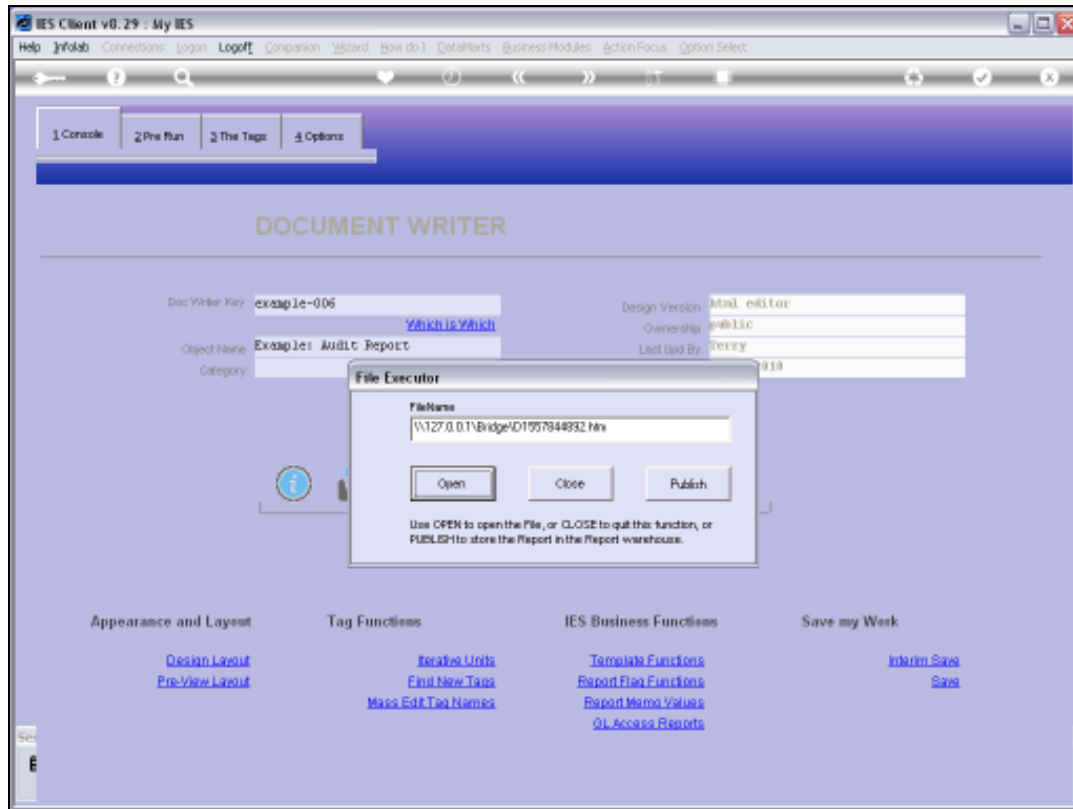 IES Client v8.29 : My IES
Help Infolab Connections Logon Logoff Companion Wizard How do I DataMarts Business Modules Action Focus Option Select
1 Console 2 Pre Run 3 The Tags 4 Options
DOCUMENT WRITER
Doc Writer Key example-006 Design Version html editor
Which is Which Ownership public
Object Name Example: Audit Report Last Upd By Terry
Category 2010
File Executor
FileName
\\127.0.0.1\Bridge\D1557844892.htm
Open Close Publish
Use OPEN to open the File, or CLOSE to quit this function, or
PUBLISH to store the Report in the Report warehouse.
Appearance and Layout Tag Functions IES Business Functions Save my Work
Design Layout Iterative Units Template Functions Interim Save
Pre-View Layout Find New Tags Report Flag Functions Save
Mass Edit Tag Names Report Memo Values
GL Access Reports